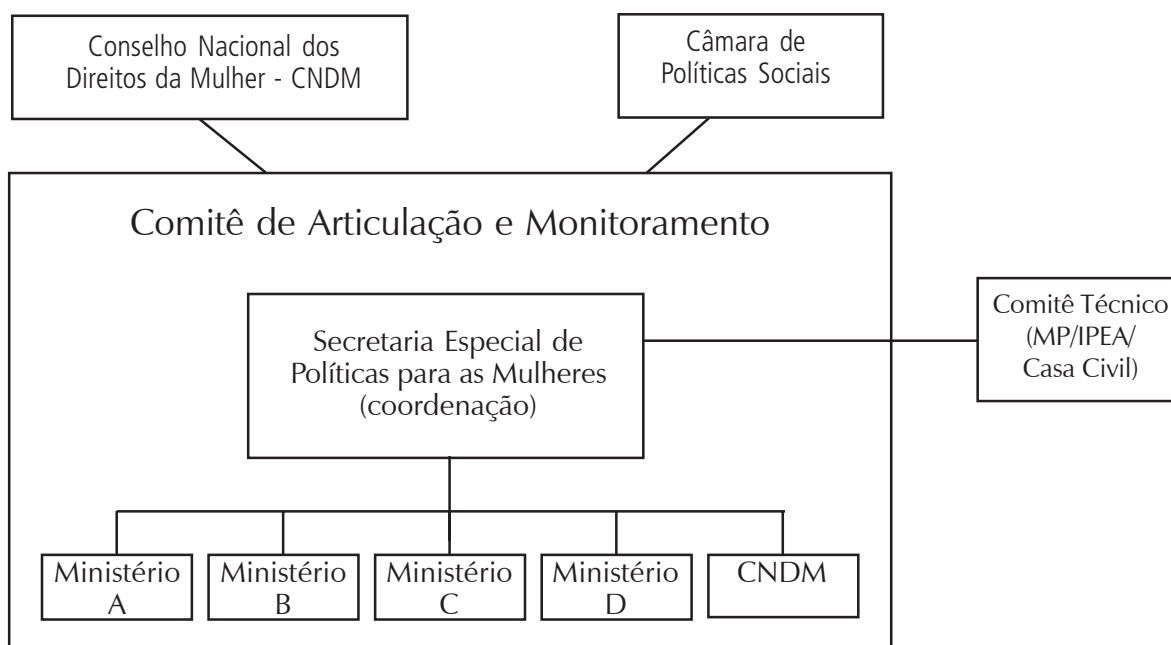 Conselho Nacional dos
Direitos da Mulher - CNDM
Câmara de
Políticas Sociais
Comitê de Articulação e Monitoramento
Secretaria Especial de
Políticas para as Mulheres
(coordenação)
Comitê Técnico
(MP/IPEA/
Casa Civil)
Ministério
A
Ministério
B
Ministério
C
Ministério
D
CNDM